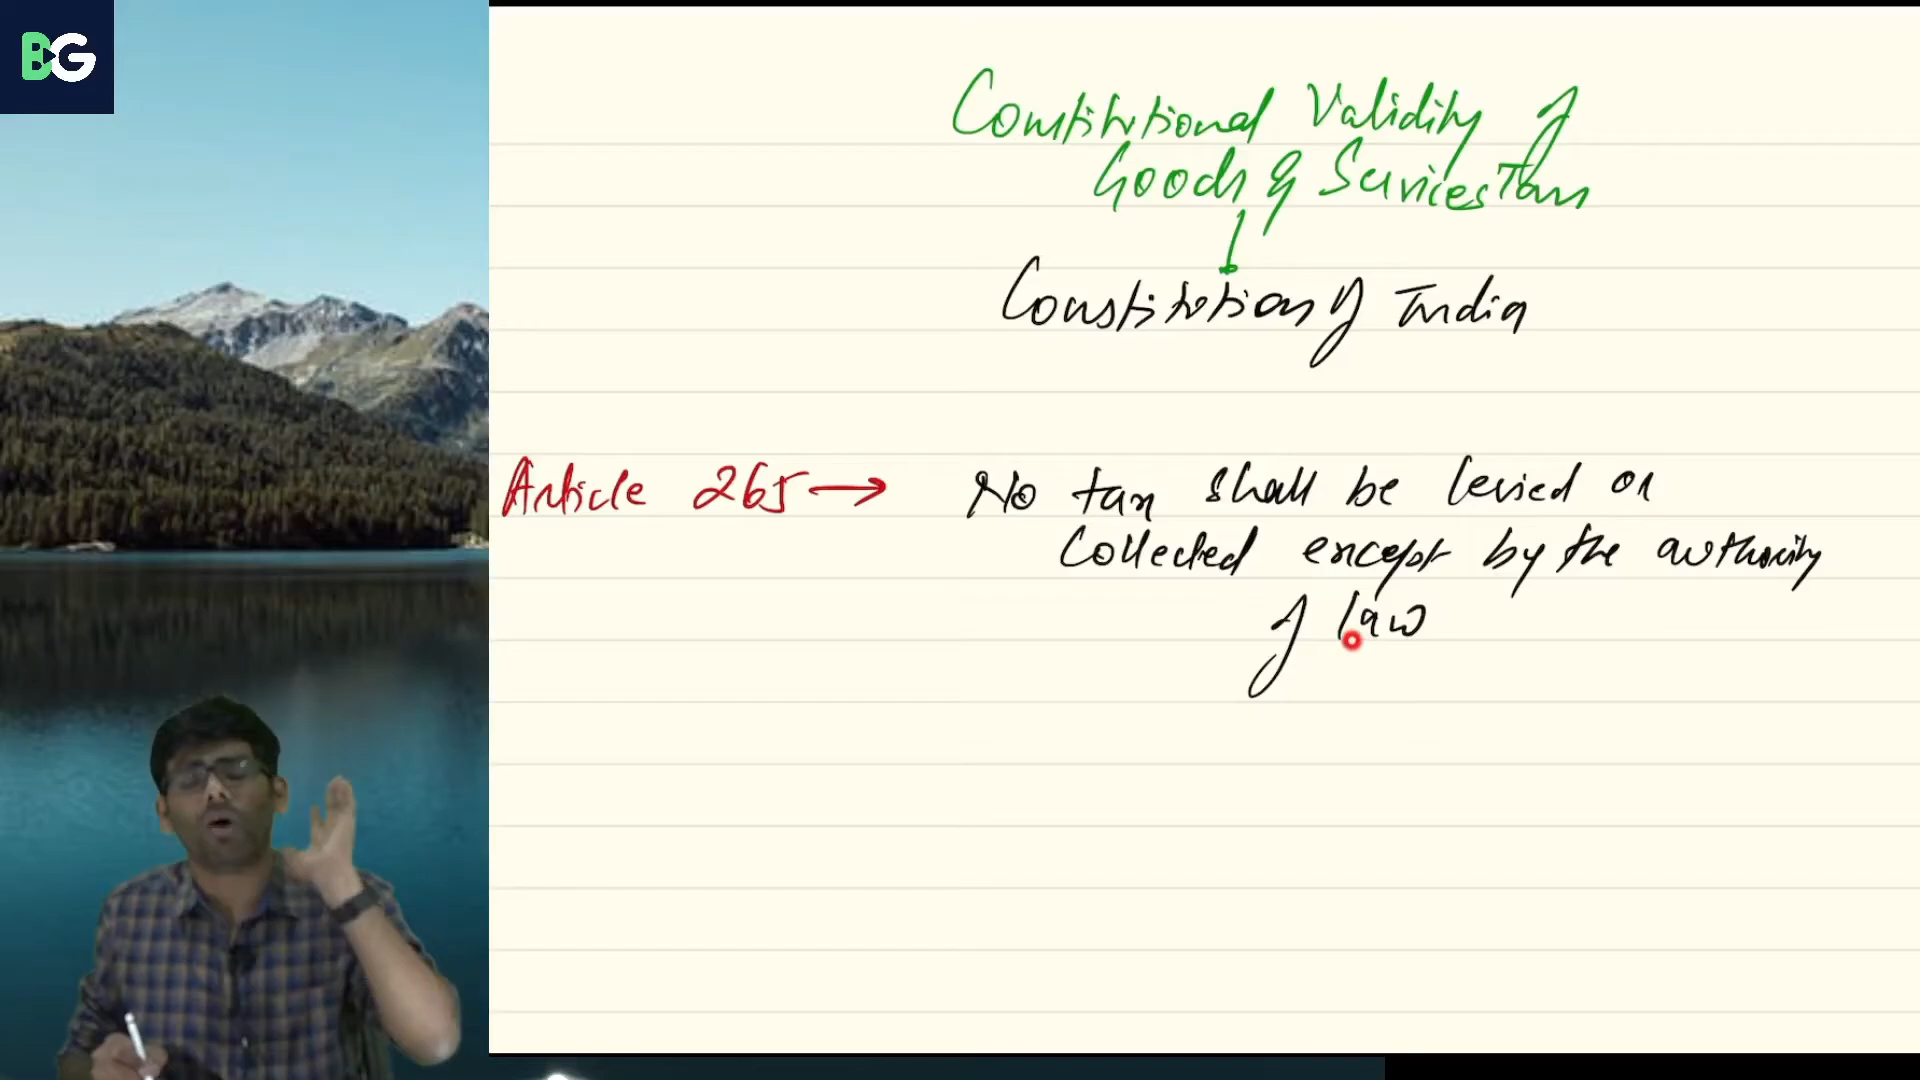 BG
Constitutional Validity of
Goods & Services Tax
Constitution of India
Article 265 → No tax shall be levied or
collected except by the authority
of law